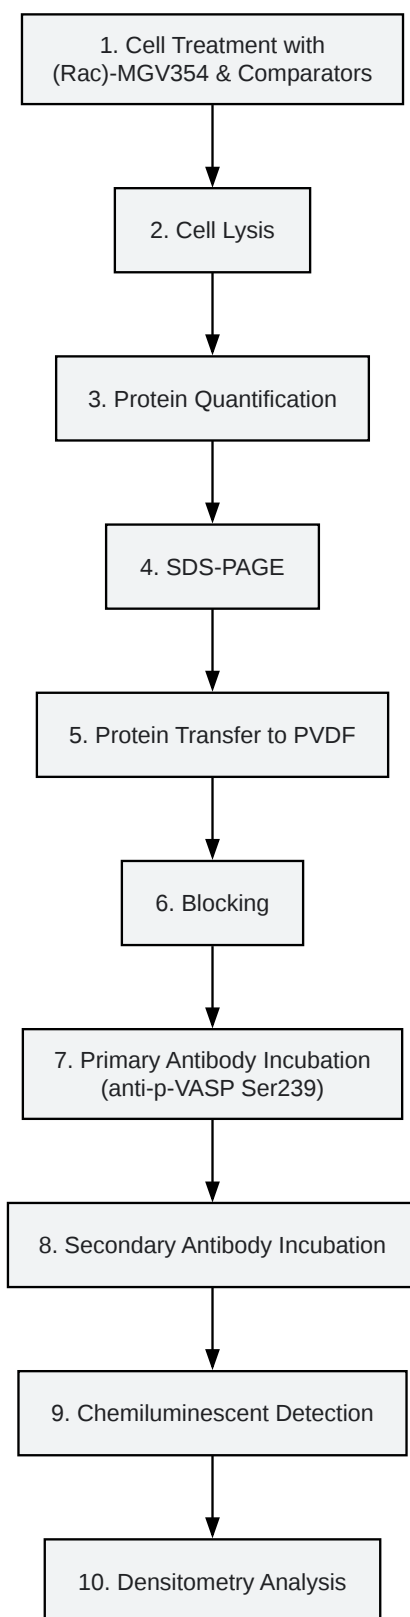 1. Cell Treatment with
(Rac)-MGV354 & Comparators
2. Cell Lysis
3. Protein Quantification
4. SDS-PAGE
5. Protein Transfer to PVDF
6. Blocking
7. Primary Antibody Incubation
(anti-p-VASP Ser239)
8. Secondary Antibody Incubation
9. Chemiluminescent Detection
10. Densitometry Analysis